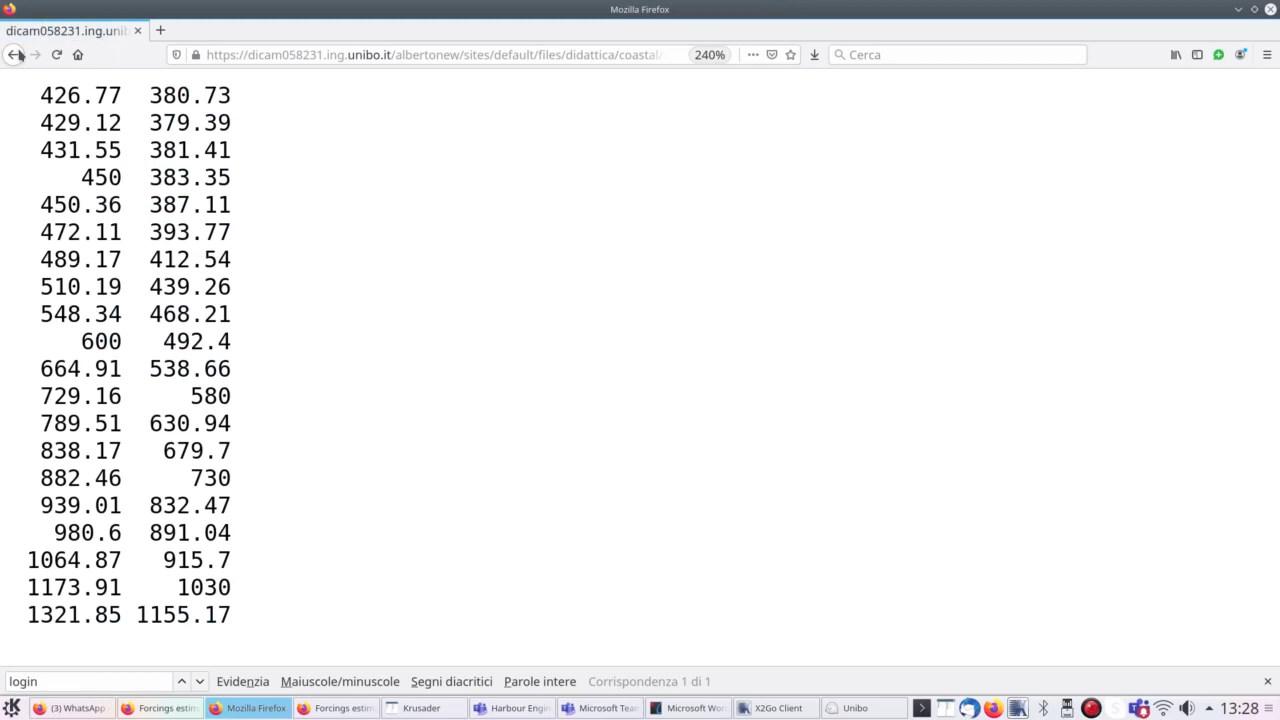 Mozilla Firefox
dicam058231.ing.unib
https://dicam058231.ing.unibo.it/albertonew/sites/default/files/didattica/coastal/
240%
Cerca
426.77 380.73
429.12 379.39
431.55 381.41
450 383.35
450.36 387.11
472.11 393.77
489.17 412.54
510.19 439.26
548.34 468.21
600 492.4
664.91 538.66
729.16 580
789.51 630.94
838.17 679.7
882.46 730
939.01 832.47
980.6 891.04
1064.87 915.7
1173.91 1030
1321.85 1155.17
login
Evidenzia
Maiuscole/minuscole
Segni diacritici
Parole intere
Corrispondenza 1 di 1
(3) WhatsApp
Forcings estim
Mozilla Firefox
Forcings estim
Krusader
Harbour Engin
Microsoft Team
Microsoft Wor
X2Go Client
Unibo
13:28